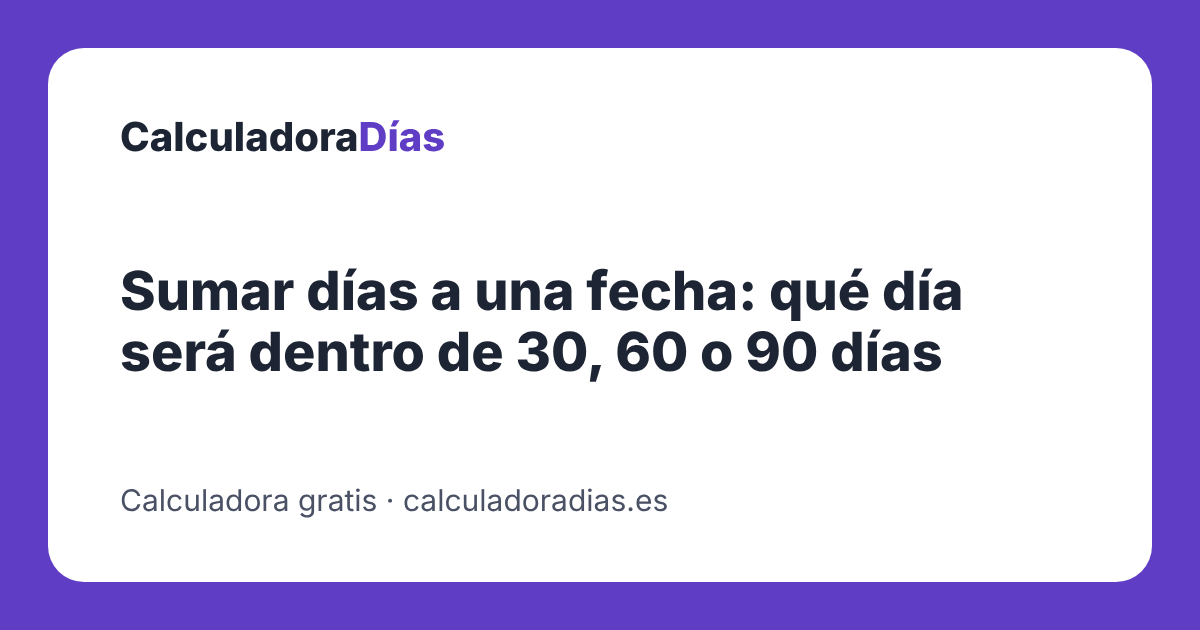 CalculadoraDías
Sumar días a una fecha: qué día
será dentro de 30, 60 o 90 días
Calculadora gratis · calculadoradias.es